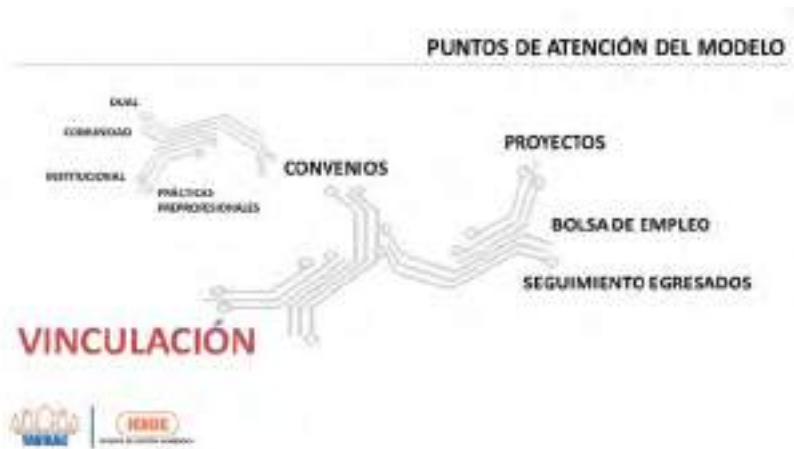 PUNTOS DE ATENCIÓN DEL MODELO
DUAL
COMUNIDAD
INSTITUCIONAL
PRÁCTICAS
PREPROFESIONALES
CONVENIOS
PROYECTOS
BOLSA DE EMPLEO
SEGUIMIENTO EGRESADOS
VINCULACIÓN